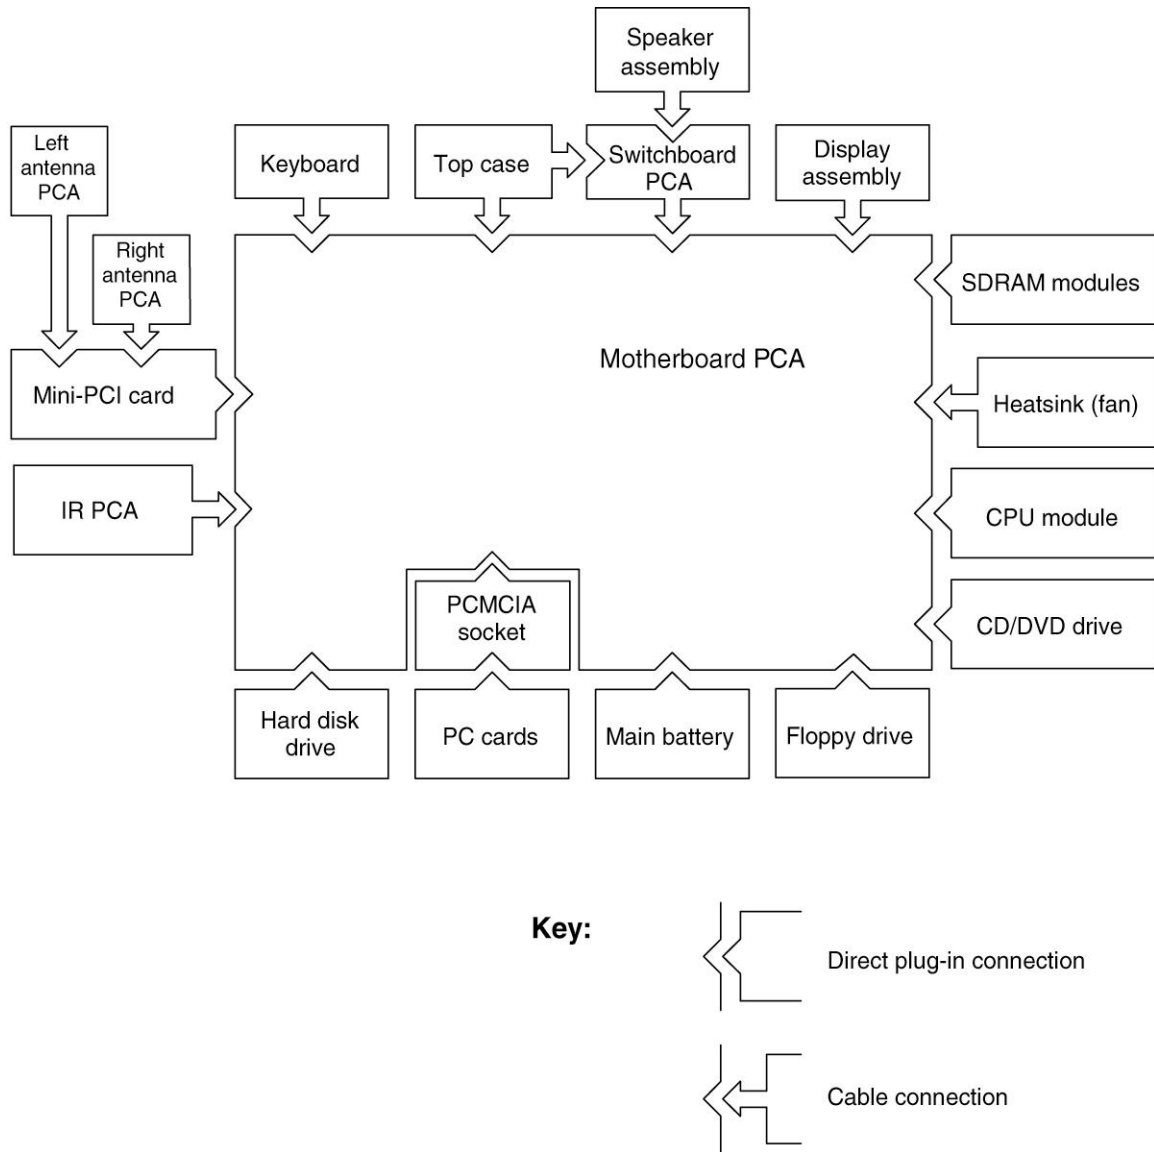 Speaker
assembly
Left
antenna
PCA
Keyboard
Top case
Switchboard
PCA
Display
assembly
Right
antenna
PCA
SDRAM modules
Motherboard PCA
Mini-PCI card
Heatsink (fan)
IR PCA
CPU module
PCMCIA
socket
CD/DVD drive
Hard disk
drive
PC cards
Main battery
Floppy drive
Key:
Direct plug-in connection
Cable connection